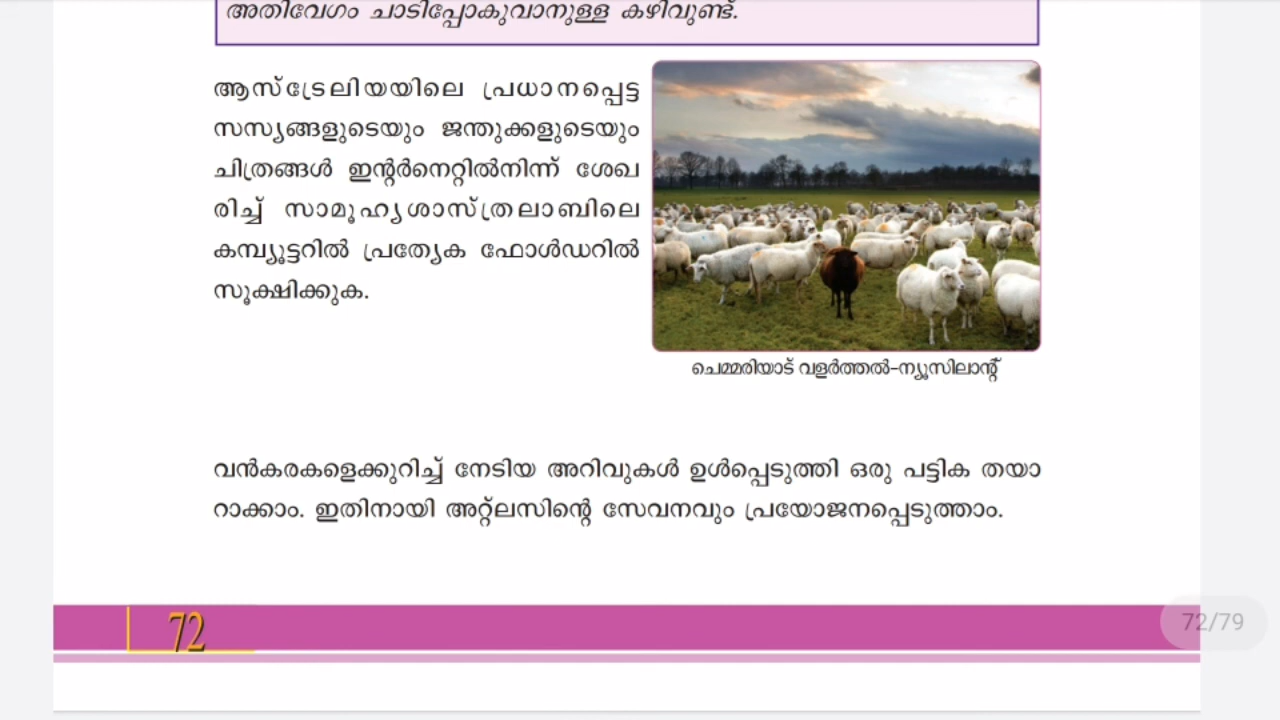 അതിവേഗം ചാടിപ്പോകുവാനുള്ള കഴിവുണ്ട്.
ആസ്ട്രേലിയയിലെ പ്രധാനപ്പെട്ട
സസ്യങ്ങളുടെയും ജന്തുക്കളുടെയും
ചിത്രങ്ങൾ ഇന്റർനെറ്റിൽനിന്ന് ശേഖ
രിച്ച് സാമൂഹ്യശാസ്ത്രലാബിലെ
കമ്പ്യൂട്ടറിൽ പ്രത്യേക ഫോൾഡറിൽ
സൂക്ഷിക്കുക.
ചെമ്മരിയാട് വളർത്തൽ-ന്യൂസിലാന്റ്
വൻകരകളെക്കുറിച്ച് നേടിയ അറിവുകൾ ഉൾപ്പെടുത്തി ഒരു പട്ടിക തയാ
റാക്കാം. ഇതിനായി അറ്റ്ലസിന്റെ സേവനവും പ്രയോജനപ്പെടുത്താം.
72
72/79